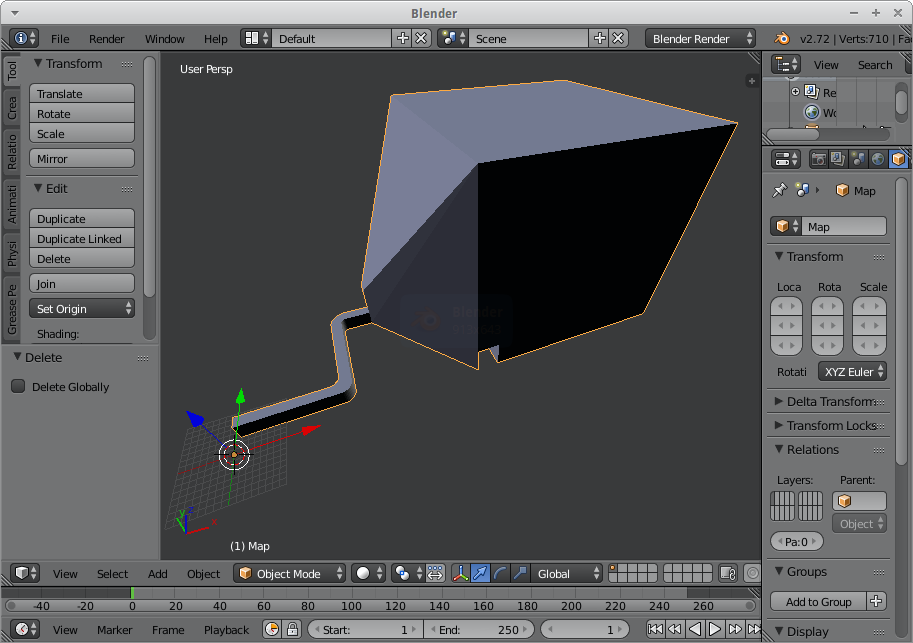 Blender
File Render Window Help Default Scene Blender Render v2.72 | Verts:710 | Fa
Tool
Crea
Relatio
Animati
Physi
Grease Pe
Transform
Translate
Rotate
Scale
Mirror
Edit
Duplicate
Duplicate Linked
Delete
Join
Set Origin
Shading:
Delete
Delete Globally
User Persp
(1) Map
View Search
Re
Wo
Map
Map
Transform
Loca Rota Scale
Rotati XYZ Euler
Delta Transform
Transform Locks
Relations
Layers: Parent:
Object
Pa:0
Groups
Add to Group
Display
View Select Add Object Object Mode Global
-40 -20 0 20 40 60 80 100 120 140 160 180 200 220 240 260
View Marker Frame Playback Start: 1 End: 250 1